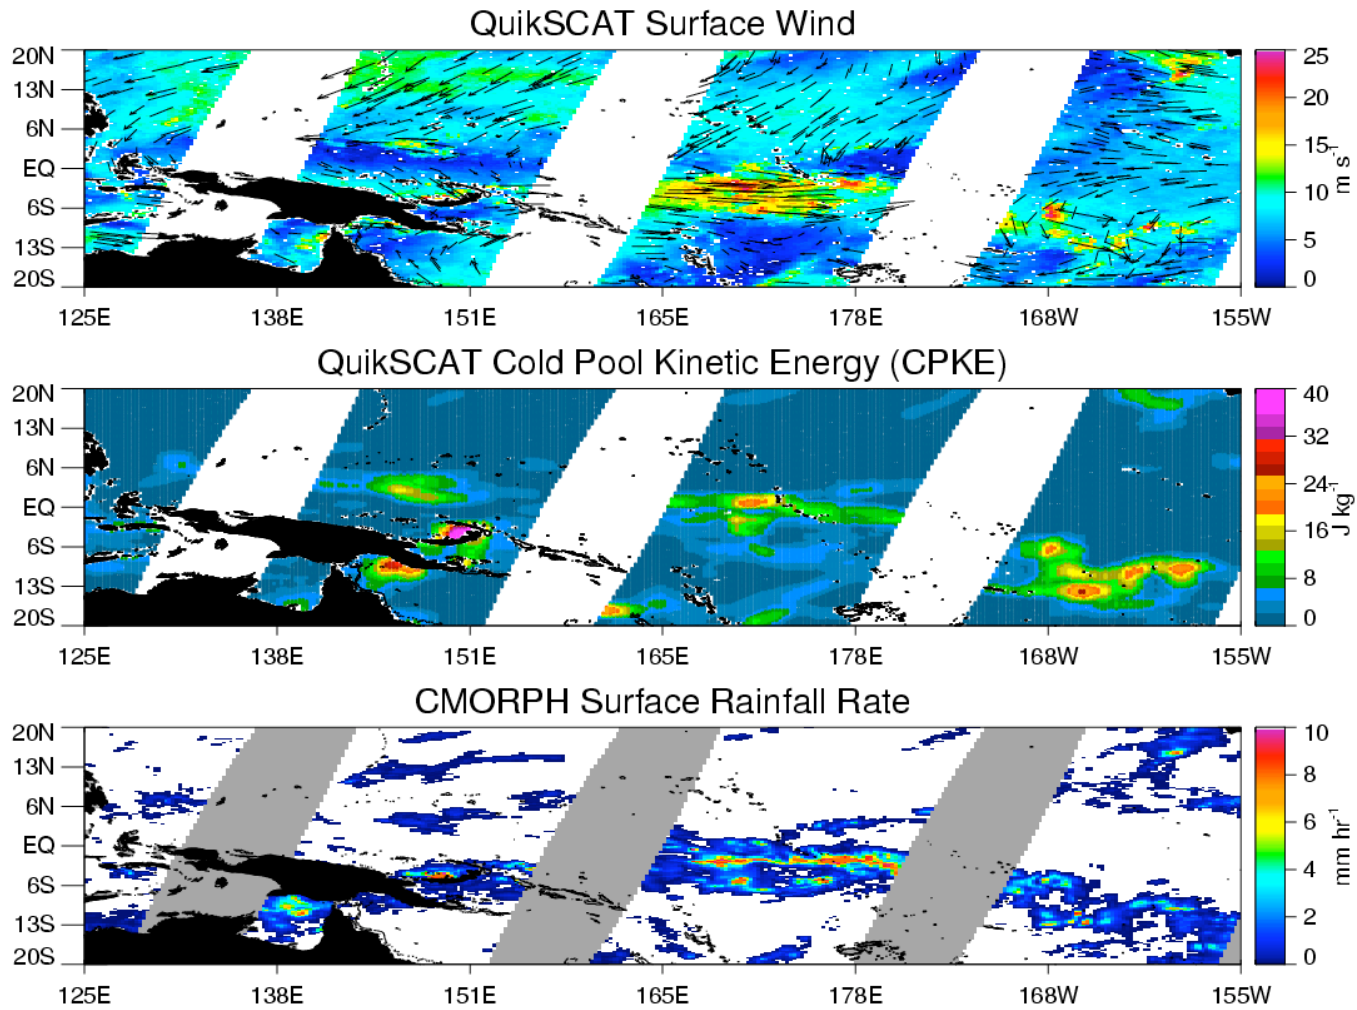 QuikSCAT Surface Wind
20N
13N
6N
EQ
6S
13S
20S
125E 138E 151E 165E 178E 168W 155W
25
20
15
10
5
0
m s-1
QuikSCAT Cold Pool Kinetic Energy (CPKE)
20N
13N
6N
EQ
6S
13S
20S
125E 138E 151E 165E 178E 168W 155W
40
32
24
16
8
0
J kg-1
CMORPH Surface Rainfall Rate
20N
13N
6N
EQ
6S
13S
20S
125E 138E 151E 165E 178E 168W 155W
10
8
6
4
2
0
mm hr-1